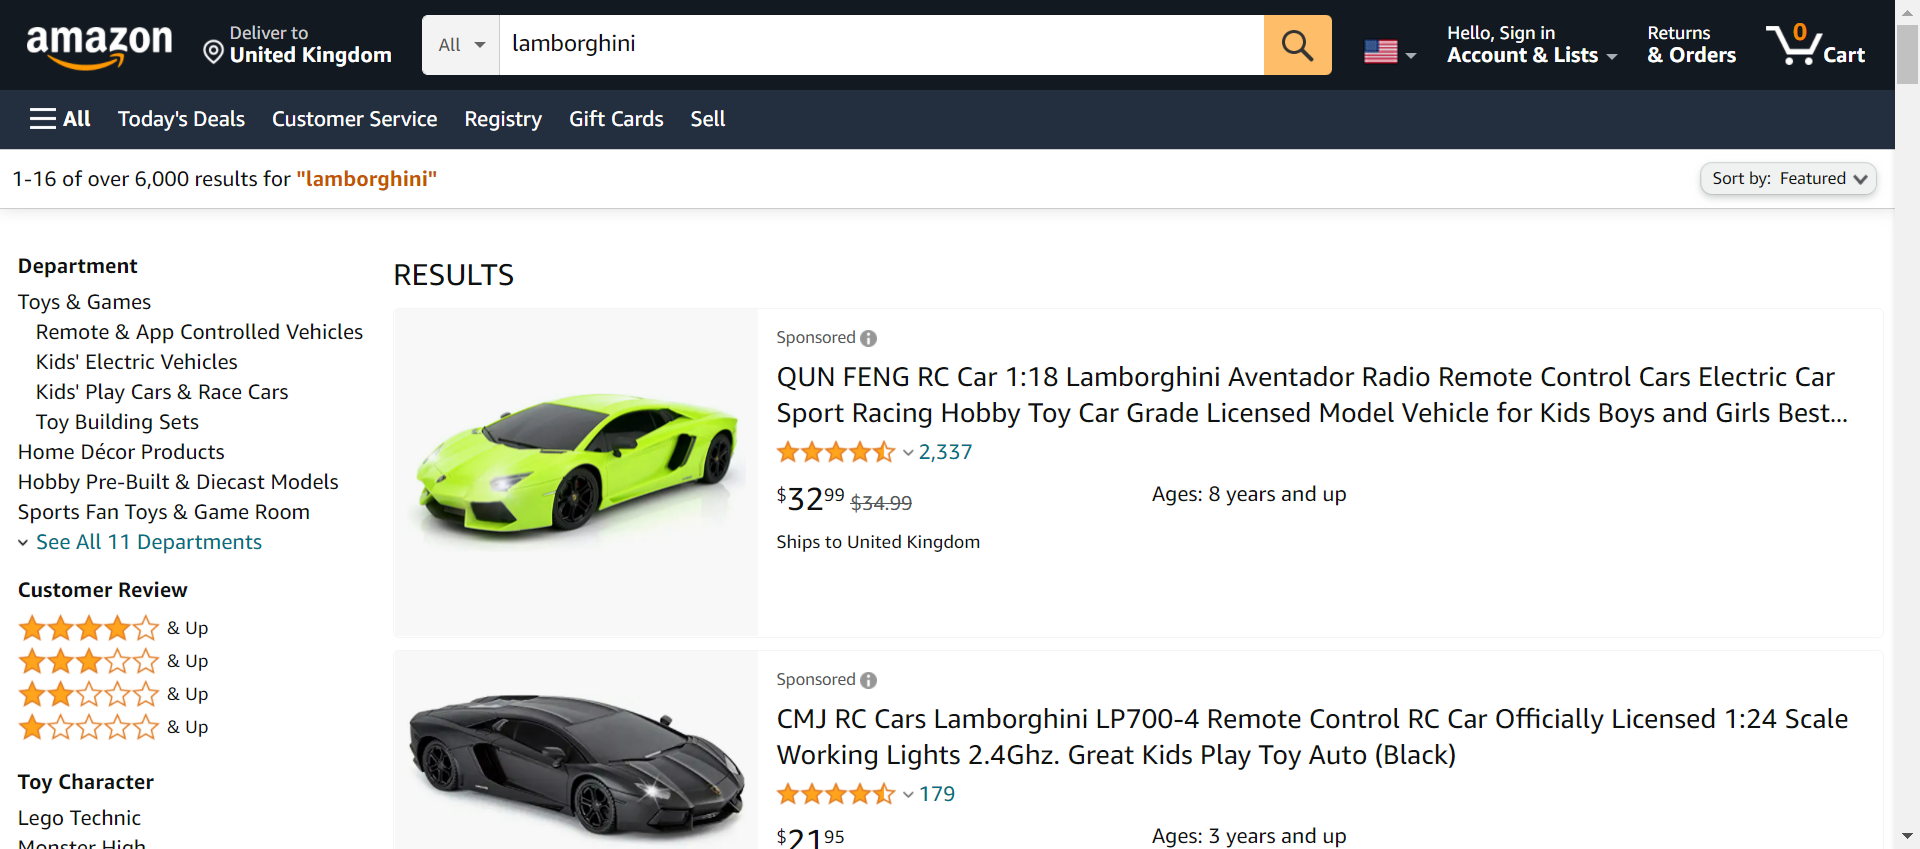 amazon
Deliver to
United Kingdom
All
lamborghini
Hello, Sign in
Account & Lists
Returns
& Orders
0
Cart
All
Today's Deals
Customer Service
Registry
Gift Cards
Sell
1-16 of over 6,000 results for "lamborghini"
Sort by: Featured
Department
Toys & Games
Remote & App Controlled Vehicles
Kids' Electric Vehicles
Kids' Play Cars & Race Cars
Toy Building Sets
Home Décor Products
Hobby Pre-Built & Diecast Models
Sports Fan Toys & Game Room
See All 11 Departments
Customer Review
& Up
& Up
& Up
& Up
Toy Character
Lego Technic
Monster High
RESULTS
Sponsored
QUN FENG RC Car 1:18 Lamborghini Aventador Radio Remote Control Cars Electric Car
Sport Racing Hobby Toy Car Grade Licensed Model Vehicle for Kids Boys and Girls Best...
2,337
$3299 $34.99
Ages: 8 years and up
Ships to United Kingdom
Sponsored
CMJ RC Cars Lamborghini LP700-4 Remote Control RC Car Officially Licensed 1:24 Scale
Working Lights 2.4Ghz. Great Kids Play Toy Auto (Black)
179
$2195
Ages: 3 years and up